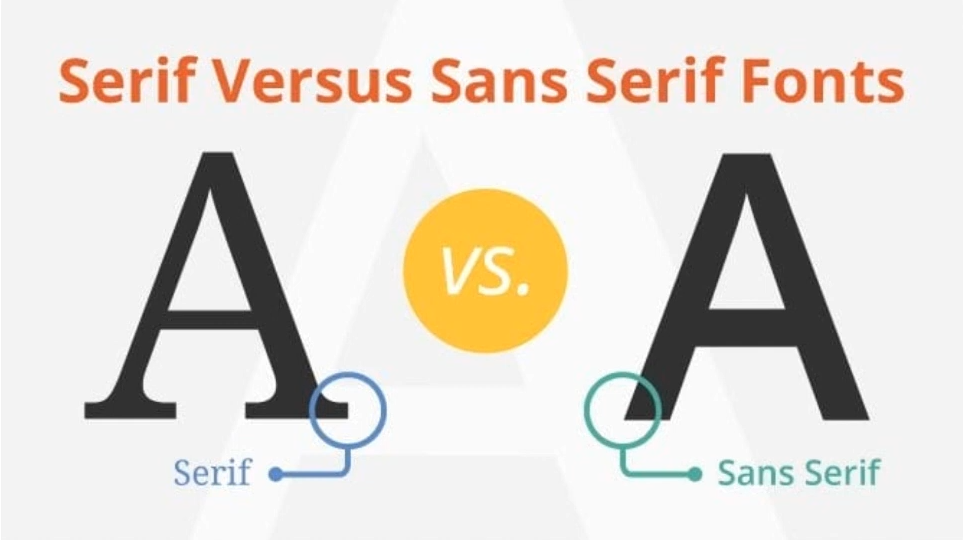 Serif Versus Sans Serif Fonts
A
vs.
A
Serif
Sans Serif